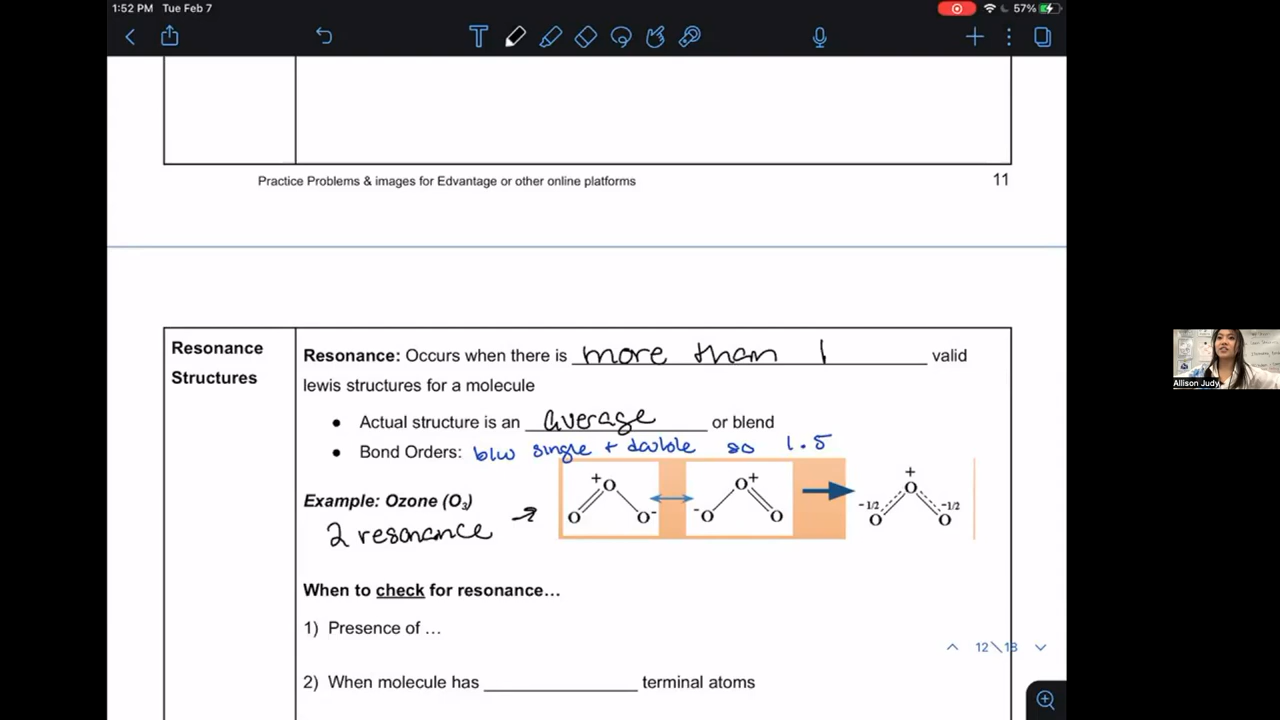 1:52 PM Tue Feb 7
57%
T
Practice Problems & images for Edvantage or other online platforms 11
Resonance Structures
Resonance: Occurs when there is more than 1 valid
lewis structures for a molecule
• Actual structure is an average or blend
• Bond Orders: btw single + double so 1.5
Example: Ozone (O₃)
2 resonance →
+ O O O- ↔ O+ -O O → + O -1/2 O -1/2 O
When to check for resonance…
1) Presence of …
2) When molecule has ________ terminal atoms
12\18
Allison Judy